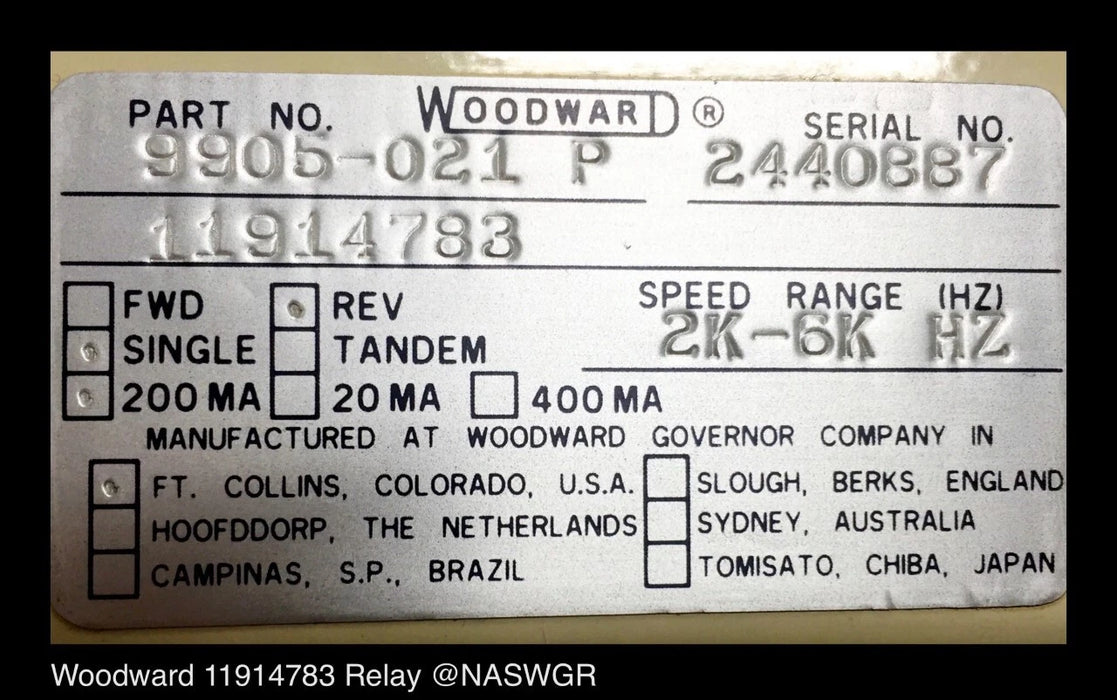 PART NO. WOODWARD ® SERIAL NO.
9905-021 P 2440887
11914783
FWD REV SPEED RANGE (HZ)
2K-6K HZ
SINGLE TANDEM
200 MA 20 MA 400 MA
MANUFACTURED AT WOODWARD GOVERNOR COMPANY IN
FT. COLLINS, COLORADO, U.S.A. SLOUGH, BERKS, ENGLAND
HOOFDDORP, THE NETHERLANDS SYDNEY, AUSTRALIA
CAMPINAS, S.P., BRAZIL TOMISATO, CHIBA, JAPAN
Woodward 11914783 Relay @NASWGR